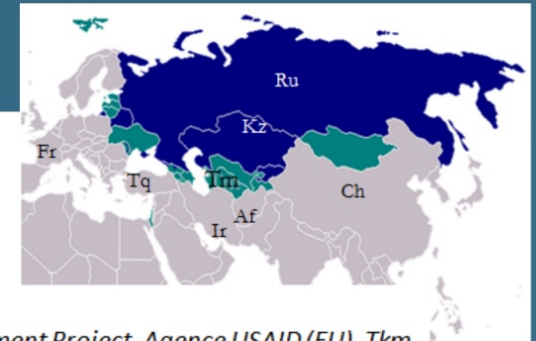 Ru
Kz
Fr
Tq
Tm
Ch
Af
Ir
ment Project, Agence USAID (EU), Tkm